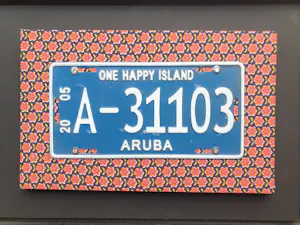 ONE HAPPY ISLAND
20 05
A-31103
ARUBA